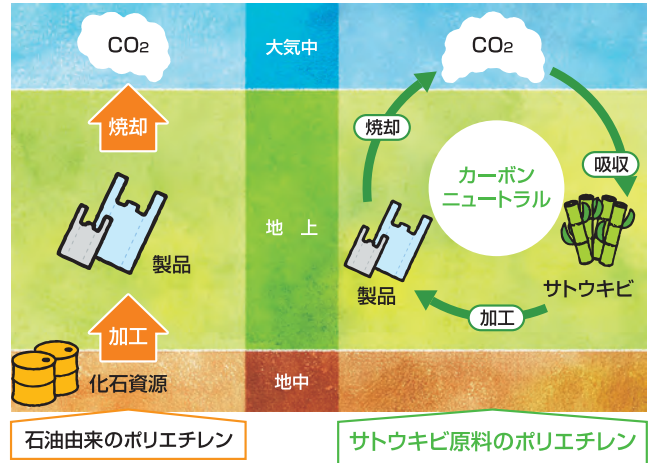 CO2
大気中
CO2
焼却
焼却
吸収
カーボン
ニュートラル
地 上
製品
製品
サトウキビ
加工
加工
化石資源
地中
石油由来のポリエチレン
サトウキビ原料のポリエチレン